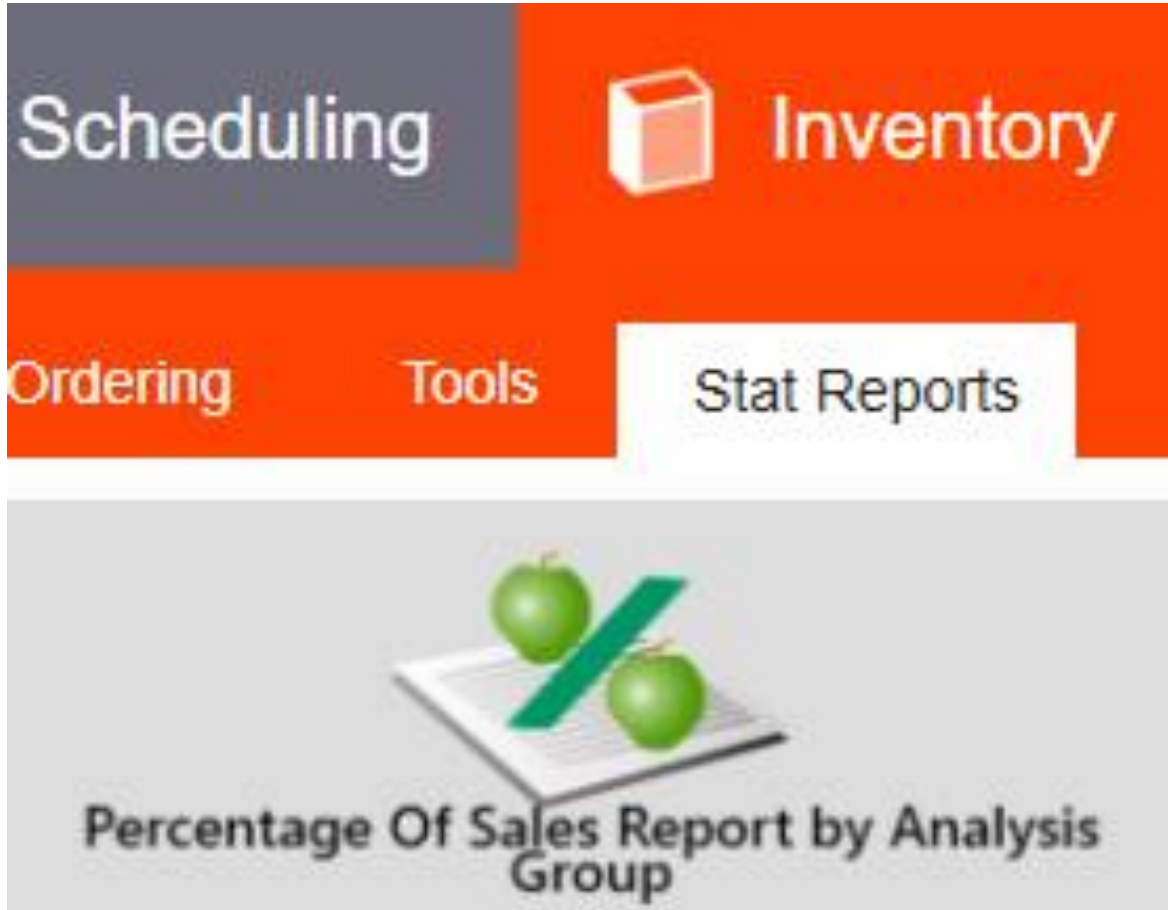 Scheduling Inventory
Ordering Tools Stat Reports
Percentage Of Sales Report by Analysis
Group